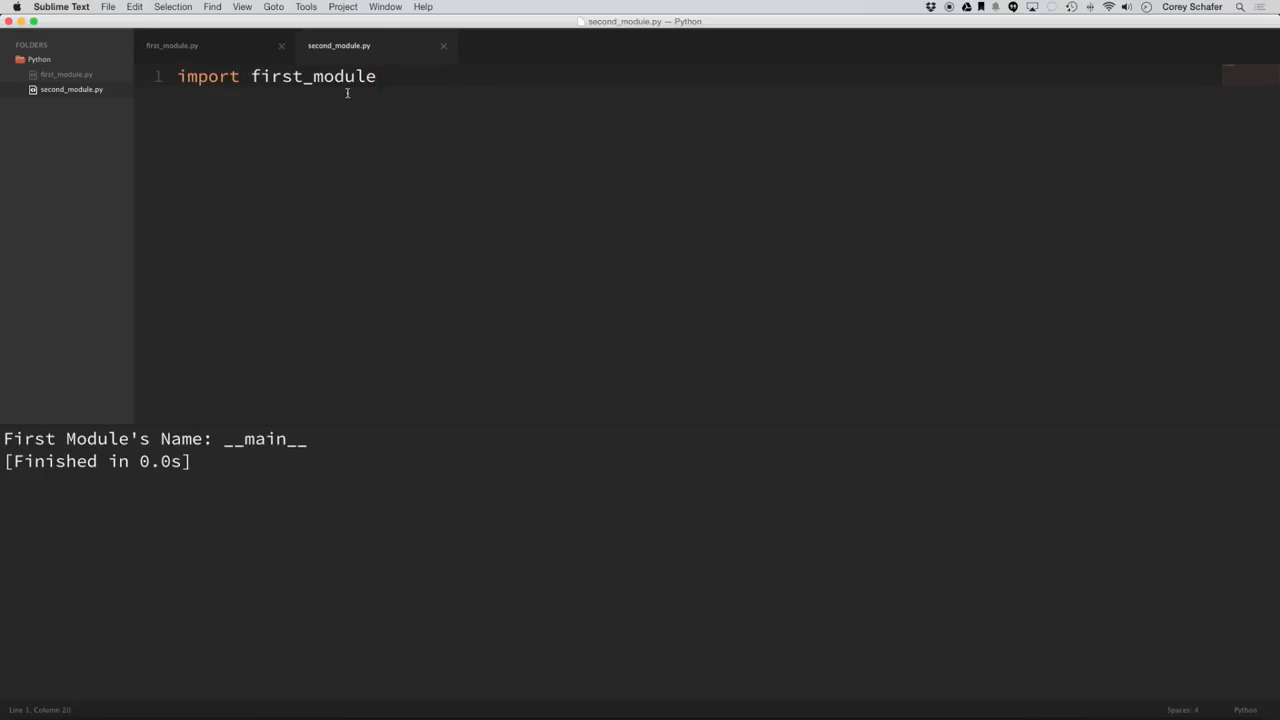 Sublime Text File Edit Selection Find View Goto Tools Project Window Help Corey Schafer
second_module.py — Python
FOLDERS
Python
first_module.py
second_module.py
first_module.py second_module.py
1 import first_module
First Module's Name: __main__
[Finished in 0.0s]
Line 1, Column 20 Spaces: 4 Python